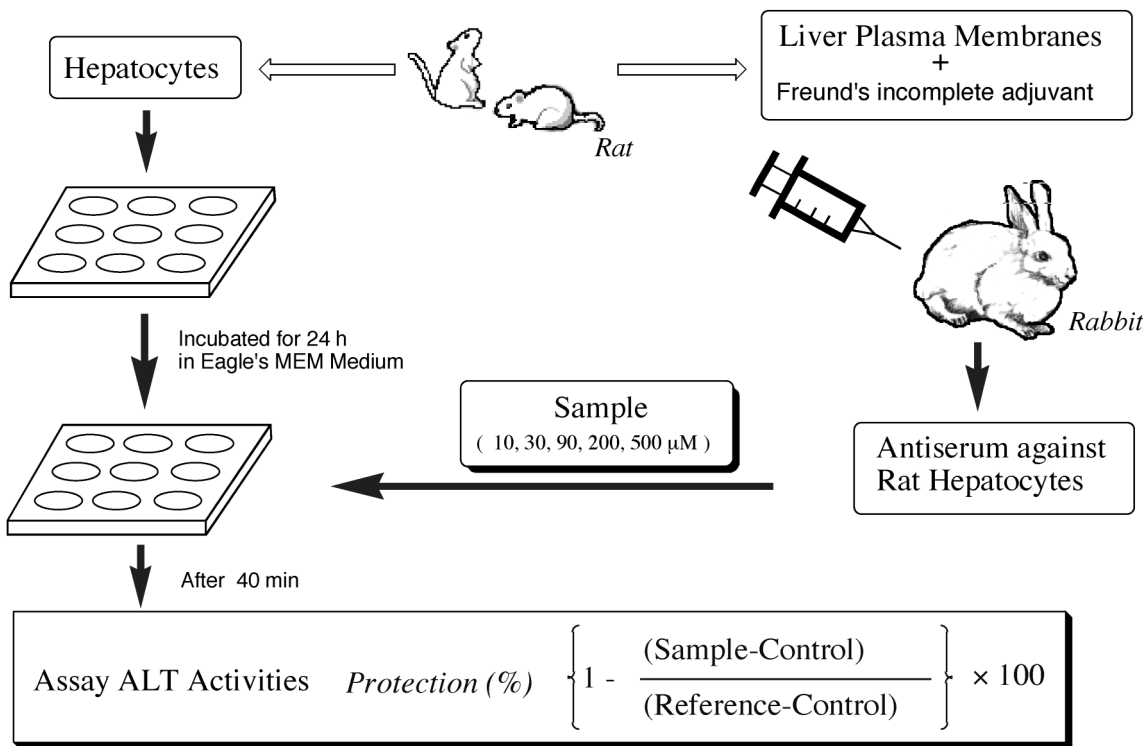 Hepatocytes
Rat
Liver Plasma Membranes
+
Freund's incomplete adjuvant
Rabbit
Incubated for 24 h
in Eagle's MEM Medium
Sample
( 10, 30, 90, 200, 500 µM )
Antiserum against
Rat Hepatocytes
After 40 min
Assay ALT Activities Protection (%) { 1 - (Sample-Control) / (Reference-Control) } × 100